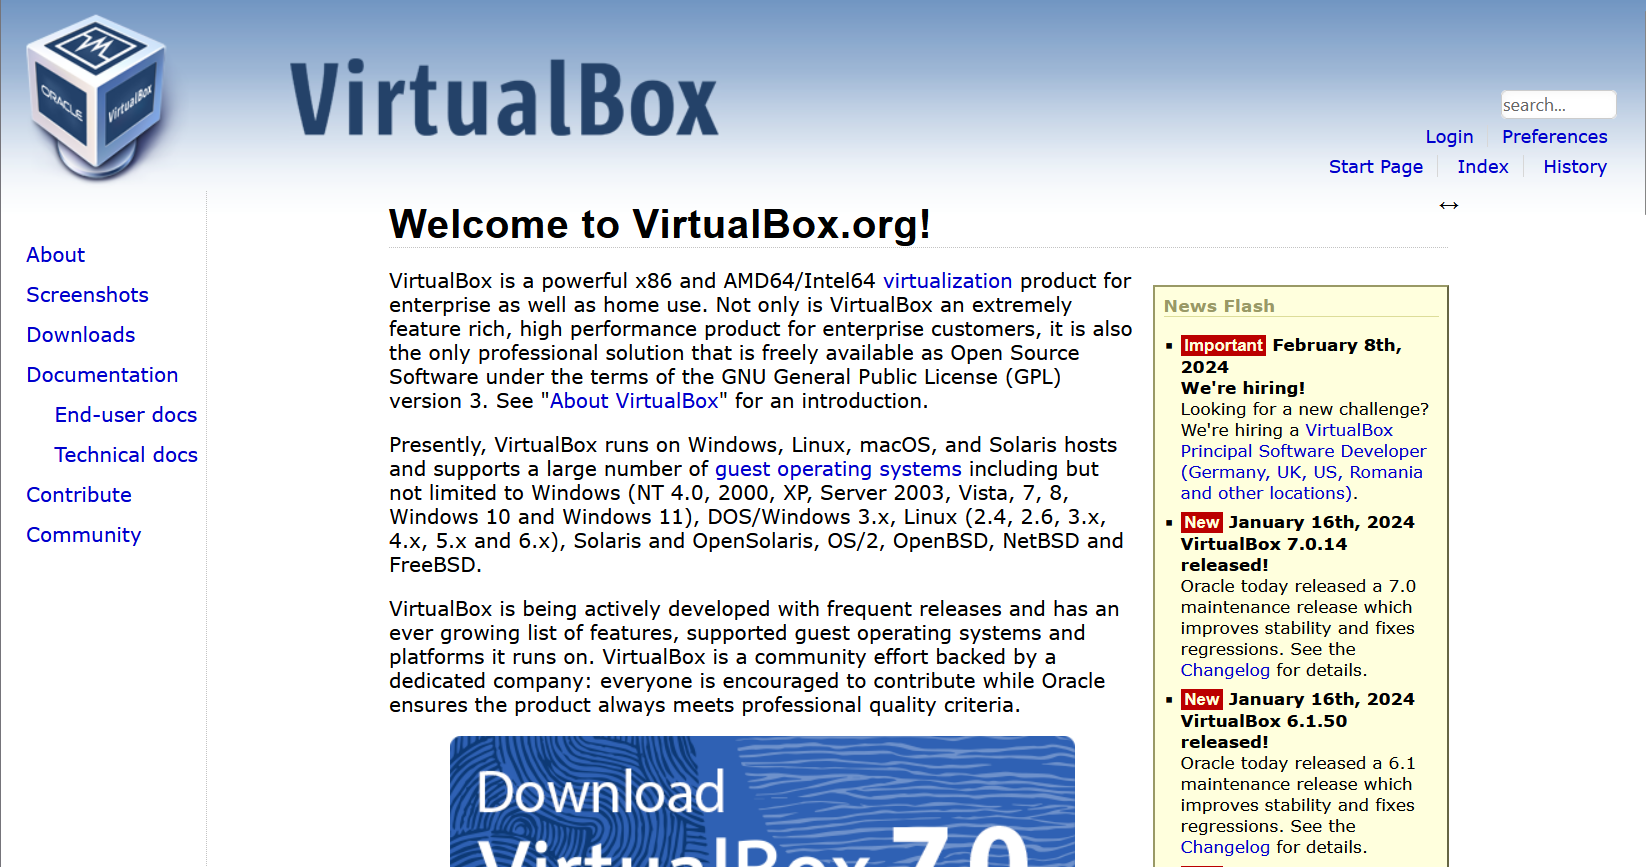 ORACLE
VirtualBox
VirtualBox
search...
Login
Preferences
Start Page
Index
History
↔
About
Screenshots
Downloads
Documentation
End-user docs
Technical docs
Contribute
Community
Welcome to VirtualBox.org!
VirtualBox is a powerful x86 and AMD64/Intel64 virtualization product for
enterprise as well as home use. Not only is VirtualBox an extremely
feature rich, high performance product for enterprise customers, it is also
the only professional solution that is freely available as Open Source
Software under the terms of the GNU General Public License (GPL)
version 3. See "About VirtualBox" for an introduction.
Presently, VirtualBox runs on Windows, Linux, macOS, and Solaris hosts
and supports a large number of guest operating systems including but
not limited to Windows (NT 4.0, 2000, XP, Server 2003, Vista, 7, 8,
Windows 10 and Windows 11), DOS/Windows 3.x, Linux (2.4, 2.6, 3.x,
4.x, 5.x and 6.x), Solaris and OpenSolaris, OS/2, OpenBSD, NetBSD and
FreeBSD.
VirtualBox is being actively developed with frequent releases and has an
ever growing list of features, supported guest operating systems and
platforms it runs on. VirtualBox is a community effort backed by a
dedicated company: everyone is encouraged to contribute while Oracle
ensures the product always meets professional quality criteria.
Download
VirtualBox 7.0
News Flash
Important February 8th,
2024
We're hiring!
Looking for a new challenge?
We're hiring a VirtualBox
Principal Software Developer
(Germany, UK, US, Romania
and other locations).
New January 16th, 2024
VirtualBox 7.0.14
released!
Oracle today released a 7.0
maintenance release which
improves stability and fixes
regressions. See the
Changelog for details.
New January 16th, 2024
VirtualBox 6.1.50
released!
Oracle today released a 6.1
maintenance release which
improves stability and fixes
regressions. See the
Changelog for details.